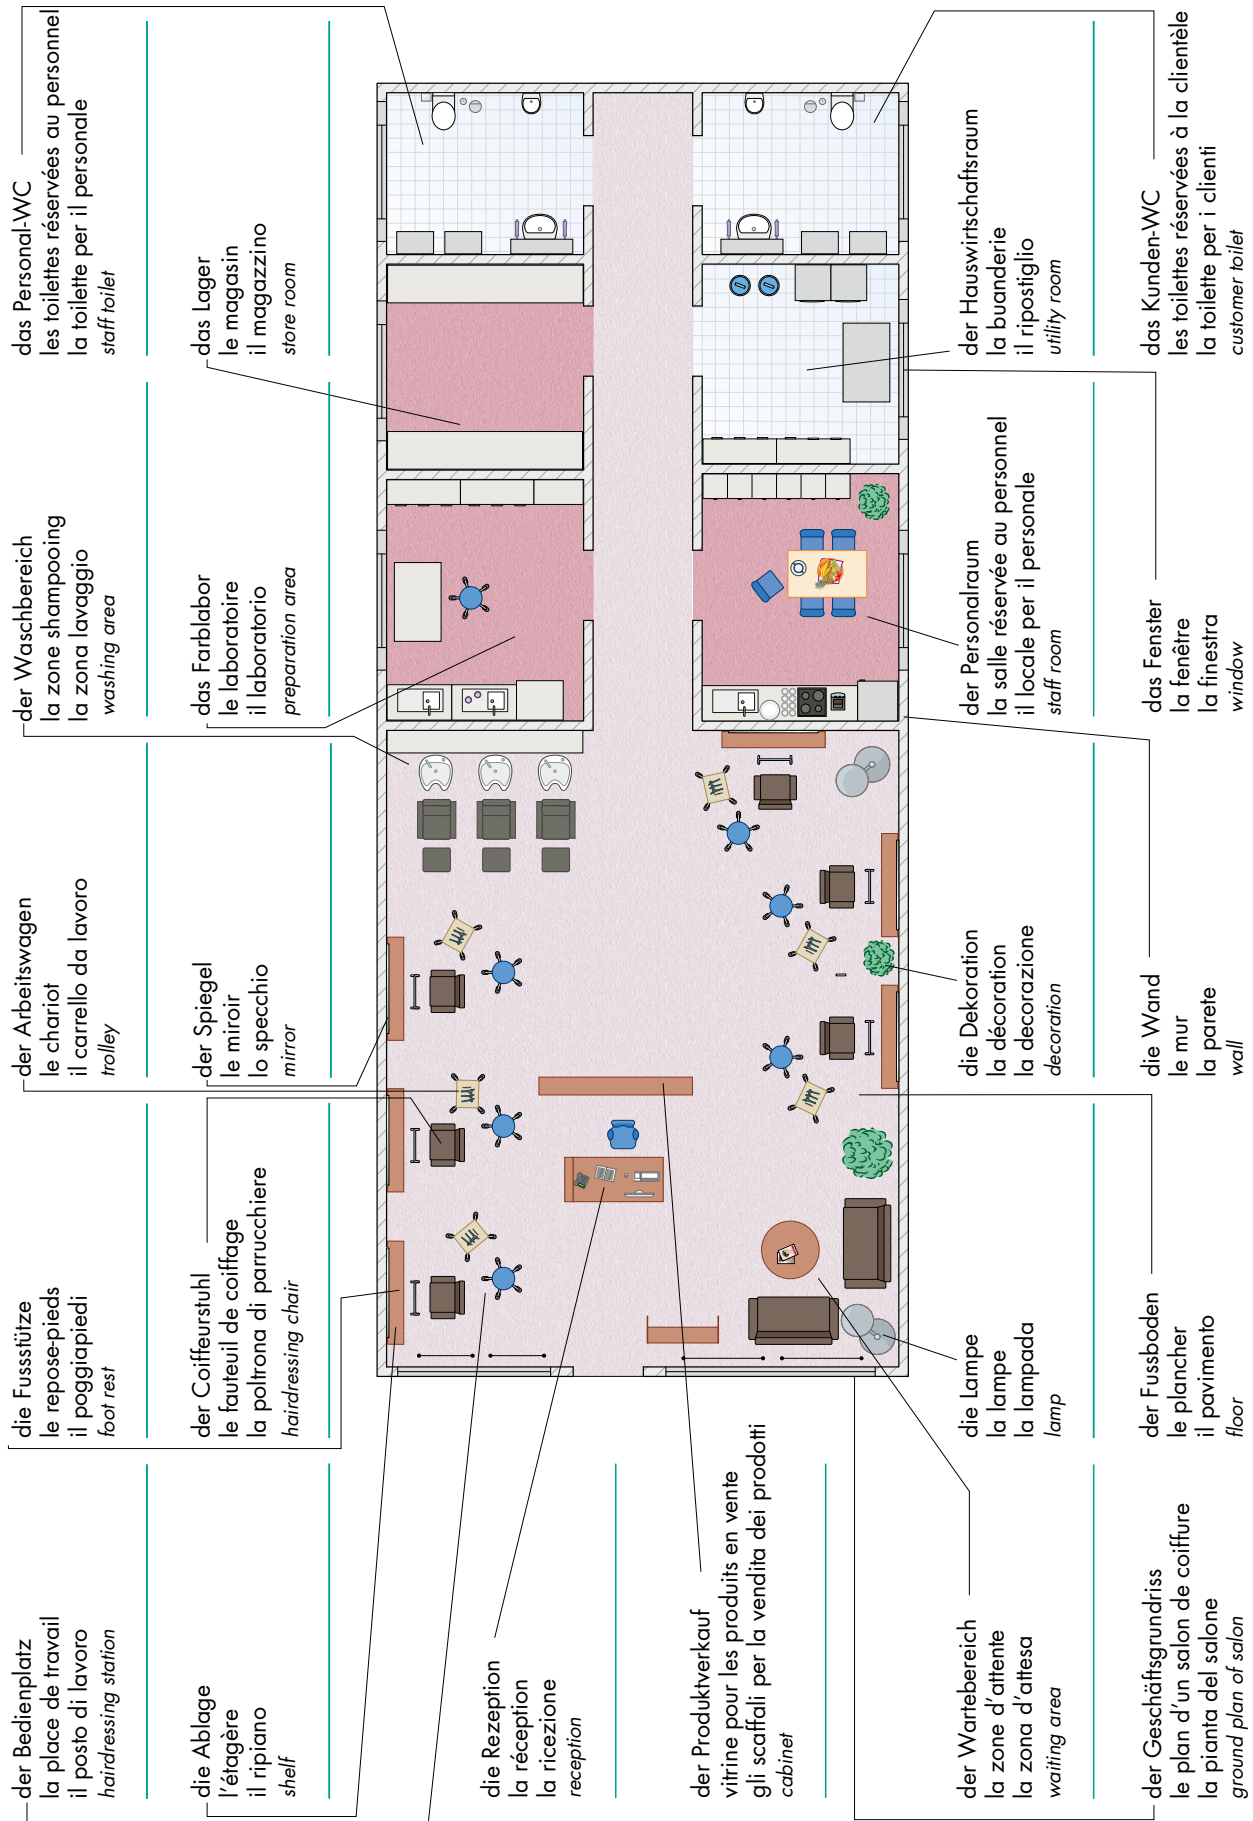 der Bedienplatz
la place de travail
il posto di lavoro
hairdressing station
die Fussstütze
le repose-pieds
il poggiapiedi
foot rest
der Arbeitswagen
le chariot
il carrello da lavoro
trolley
der Waschbereich
la zone shampooing
la zona lavaggio
washing area
das Personal-WC
les toilettes réservées au personnel
la toilette per il personale
staff toilet
die Ablage
l'étagère
il ripiano
shelf
der Coiffeurstuhl
le fauteuil de coiffage
la poltrona di parrucchiere
hairdressing chair
der Spiegel
le miroir
lo specchio
mirror
das Farblabor
le laboratoire
il laboratorio
preparation area
das Lager
le magasin
il magazzino
store room
die Rezeption
la réception
la ricezione
reception
der Produktverkauf
vitrine pour les produits en vente
gli scaffali per la vendita dei prodotti
cabinet
der Wartebereich
la zone d'attente
la zona d'attesa
waiting area
die Lampe
la lampe
la lampada
lamp
die Dekoration
la décoration
la decorazione
decoration
der Personalraum
la salle réservée au personnel
il locale per il personale
staff room
der Hauswirtschaftsraum
la buanderie
il ripostiglio
utility room
der Geschäftsgrundriss
le plan d'un salon de coiffure
la pianta del salone
ground plan of salon
der Fussboden
le plancher
il pavimento
floor
die Wand
le mur
la parete
wall
das Fenster
la fenêtre
la finestra
window
das Kunden-WC
les toilettes réservées à la clientèle
la toilette per i clienti
customer toilet